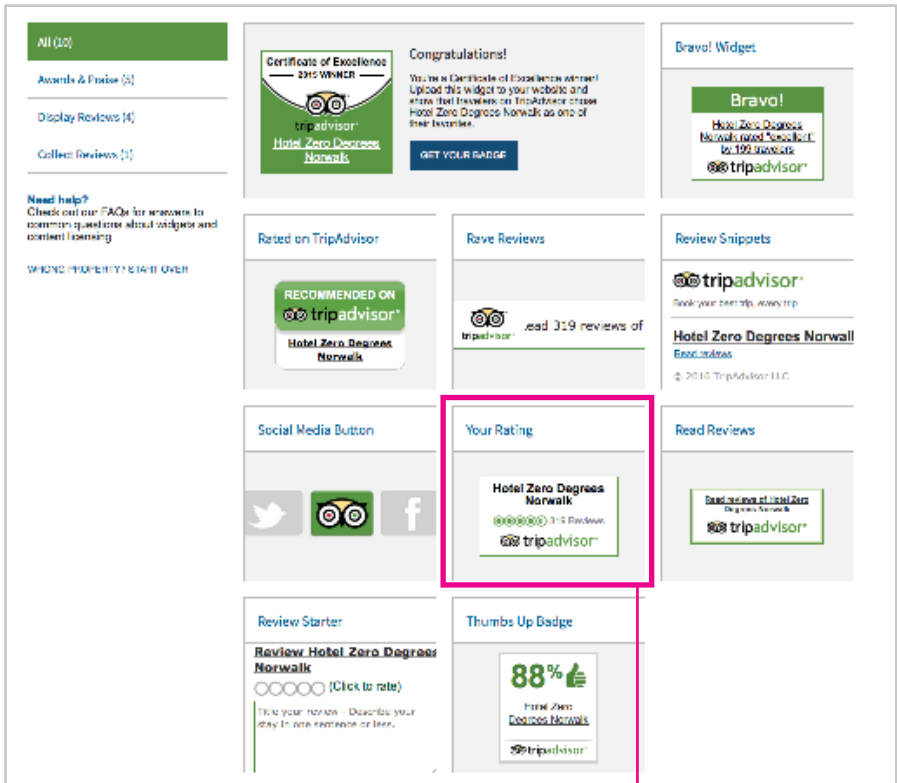 All (10)
Awards & Praise (5)
Display Reviews (4)
Collect Reviews (1)
Need help?
Check out our FAQs for answers to
common questions about widgets and
content licensing
WRONG PROPERTY? START OVER
Certificate of Excellence
2015 WINNER
tripadvisor
Hotel Zero Degrees
Norwalk
Congratulations!
You're a Certificate of Excellence winner!
Upload this widget to your website and
show that travelers on TripAdvisor chose
Hotel Zero Degrees Norwalk as one of
their favorites.
GET YOUR BADGE
Bravo! Widget
Bravo!
Hotel Zero Degrees
Norwalk rated "excellent"
by 199 travelers
tripadvisor
Rated on TripAdvisor
RECOMMENDED ON
tripadvisor
Hotel Zero Degrees
Norwalk
Rave Reviews
tripadvisor
ead 319 reviews of
Review Snippets
tripadvisor
Book your best trip, every trip
Hotel Zero Degrees Norwalk
Read reviews
© 2016 TripAdvisor LLC
Social Media Button
f
Your Rating
Hotel Zero Degrees
Norwalk
319 Reviews
tripadvisor
Read Reviews
Read reviews of Hotel Zero
Degrees Norwalk
tripadvisor
Review Starter
Review Hotel Zero Degrees
Norwalk
(Click to rate)
Title your review - Describe your
stay in one sentence or less.
Thumbs Up Badge
88%
Hotel Zero
Degrees Norwalk
tripadvisor